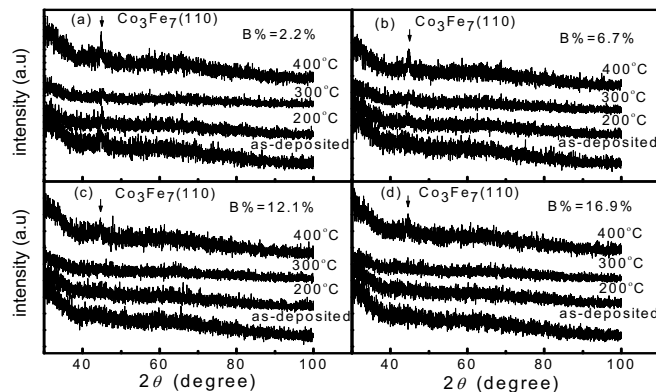 (a) Co3Fe7(110)
B%=2.2%
400°C
300°C
200°C
as-deposited
(b) Co3Fe7(110)
B%=6.7%
400°C
300°C
200°C
as-deposited
(c) Co3Fe7(110)
B%=12.1%
400°C
300°C
200°C
as-deposited
(d) Co3Fe7(110)
B%=16.9%
400°C
300°C
200°C
as-deposited
intensity (a.u)
intensity (a.u)
40 60 80 100
40 60 80 100
2θ (degree)
2θ (degree)